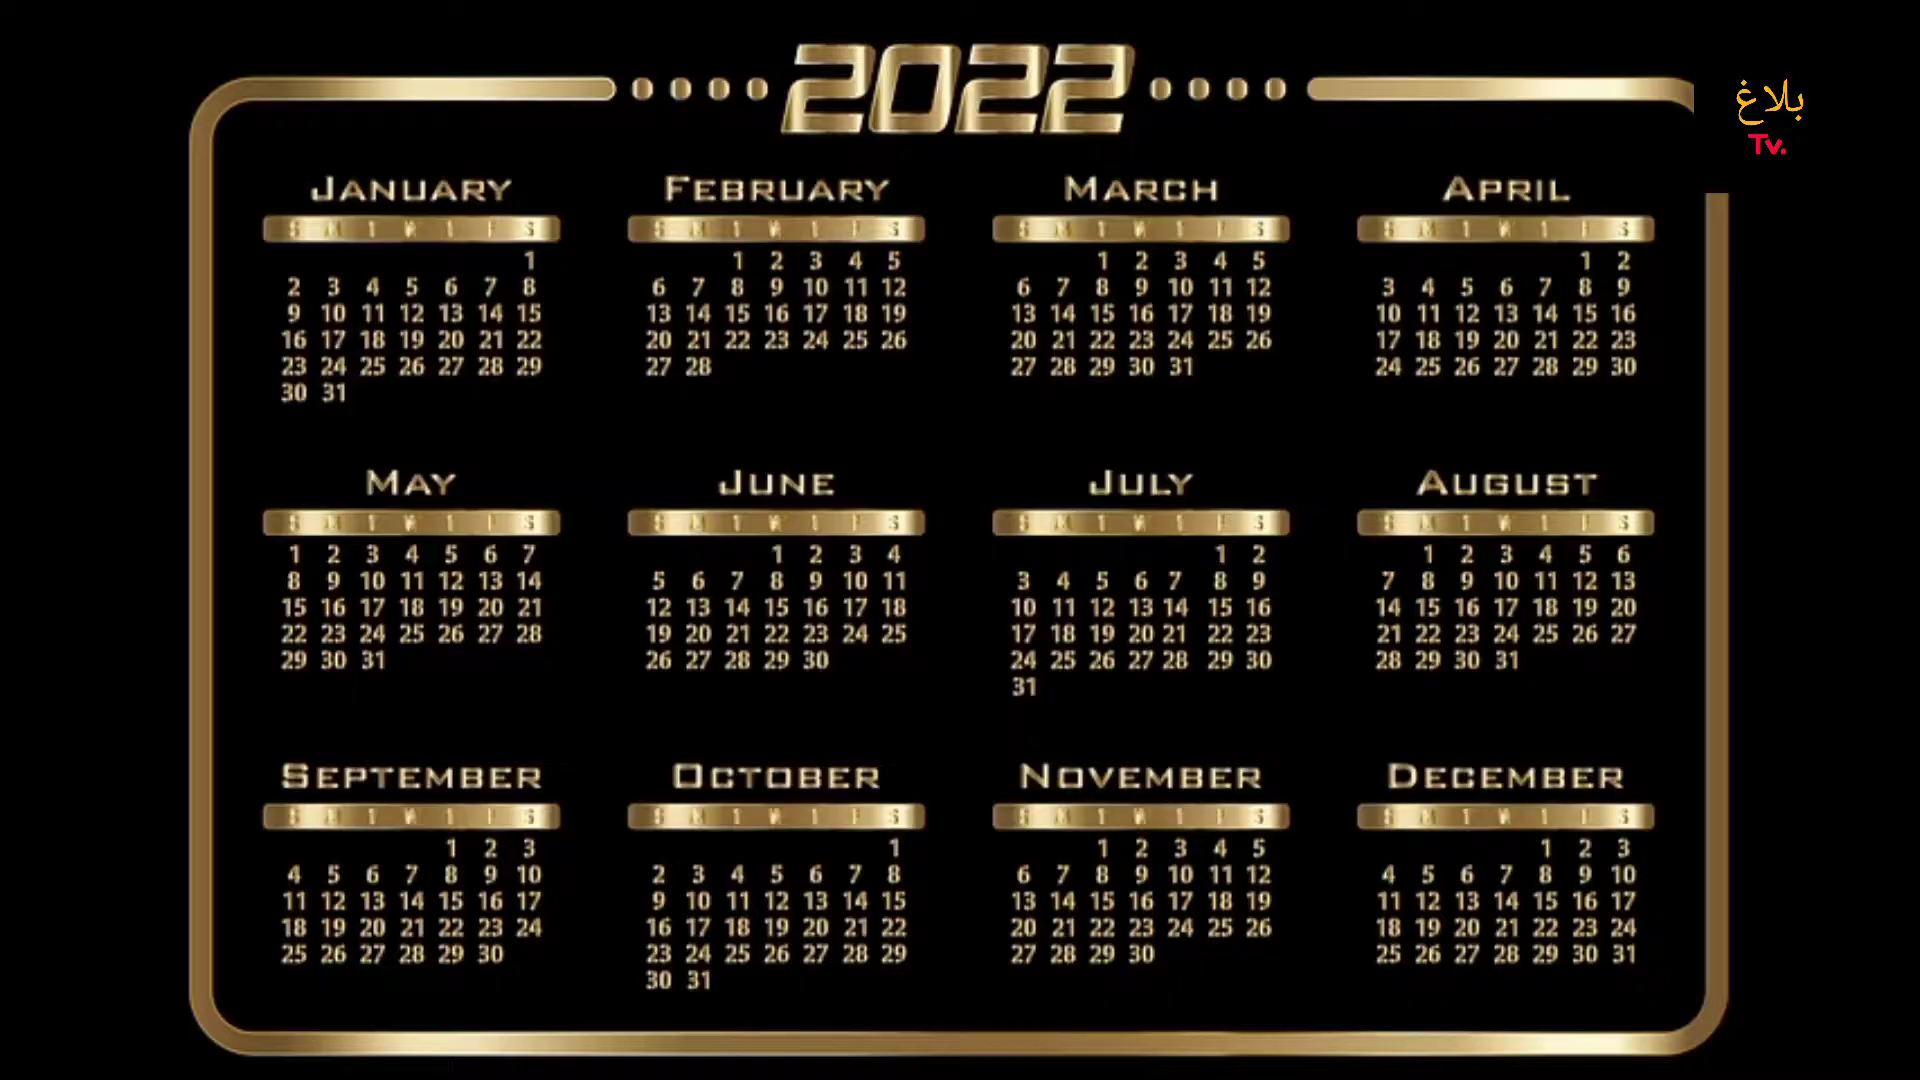 2022
بلاغ
Tv.
JANUARY
S M T W T F S
1
2 3 4 5 6 7 8
9 10 11 12 13 14 15
16 17 18 19 20 21 22
23 24 25 26 27 28 29
30 31
FEBRUARY
S M T W T F S
1 2 3 4 5
6 7 8 9 10 11 12
13 14 15 16 17 18 19
20 21 22 23 24 25 26
27 28
MARCH
S M T W T F S
1 2 3 4 5
6 7 8 9 10 11 12
13 14 15 16 17 18 19
20 21 22 23 24 25 26
27 28 29 30 31
APRIL
S M T W T F S
1 2
3 4 5 6 7 8 9
10 11 12 13 14 15 16
17 18 19 20 21 22 23
24 25 26 27 28 29 30
MAY
S M T W T F S
1 2 3 4 5 6 7
8 9 10 11 12 13 14
15 16 17 18 19 20 21
22 23 24 25 26 27 28
29 30 31
JUNE
S M T W T F S
1 2 3 4
5 6 7 8 9 10 11
12 13 14 15 16 17 18
19 20 21 22 23 24 25
26 27 28 29 30
JULY
S M T W T F S
1 2
3 4 5 6 7 8 9
10 11 12 13 14 15 16
17 18 19 20 21 22 23
24 25 26 27 28 29 30
31
AUGUST
S M T W T F S
1 2 3 4 5 6
7 8 9 10 11 12 13
14 15 16 17 18 19 20
21 22 23 24 25 26 27
28 29 30 31
SEPTEMBER
S M T W T F S
1 2 3
4 5 6 7 8 9 10
11 12 13 14 15 16 17
18 19 20 21 22 23 24
25 26 27 28 29 30
OCTOBER
S M T W T F S
1
2 3 4 5 6 7 8
9 10 11 12 13 14 15
16 17 18 19 20 21 22
23 24 25 26 27 28 29
30 31
NOVEMBER
S M T W T F S
1 2 3 4 5
6 7 8 9 10 11 12
13 14 15 16 17 18 19
20 21 22 23 24 25 26
27 28 29 30
DECEMBER
S M T W T F S
1 2 3
4 5 6 7 8 9 10
11 12 13 14 15 16 17
18 19 20 21 22 23 24
25 26 27 28 29 30 31